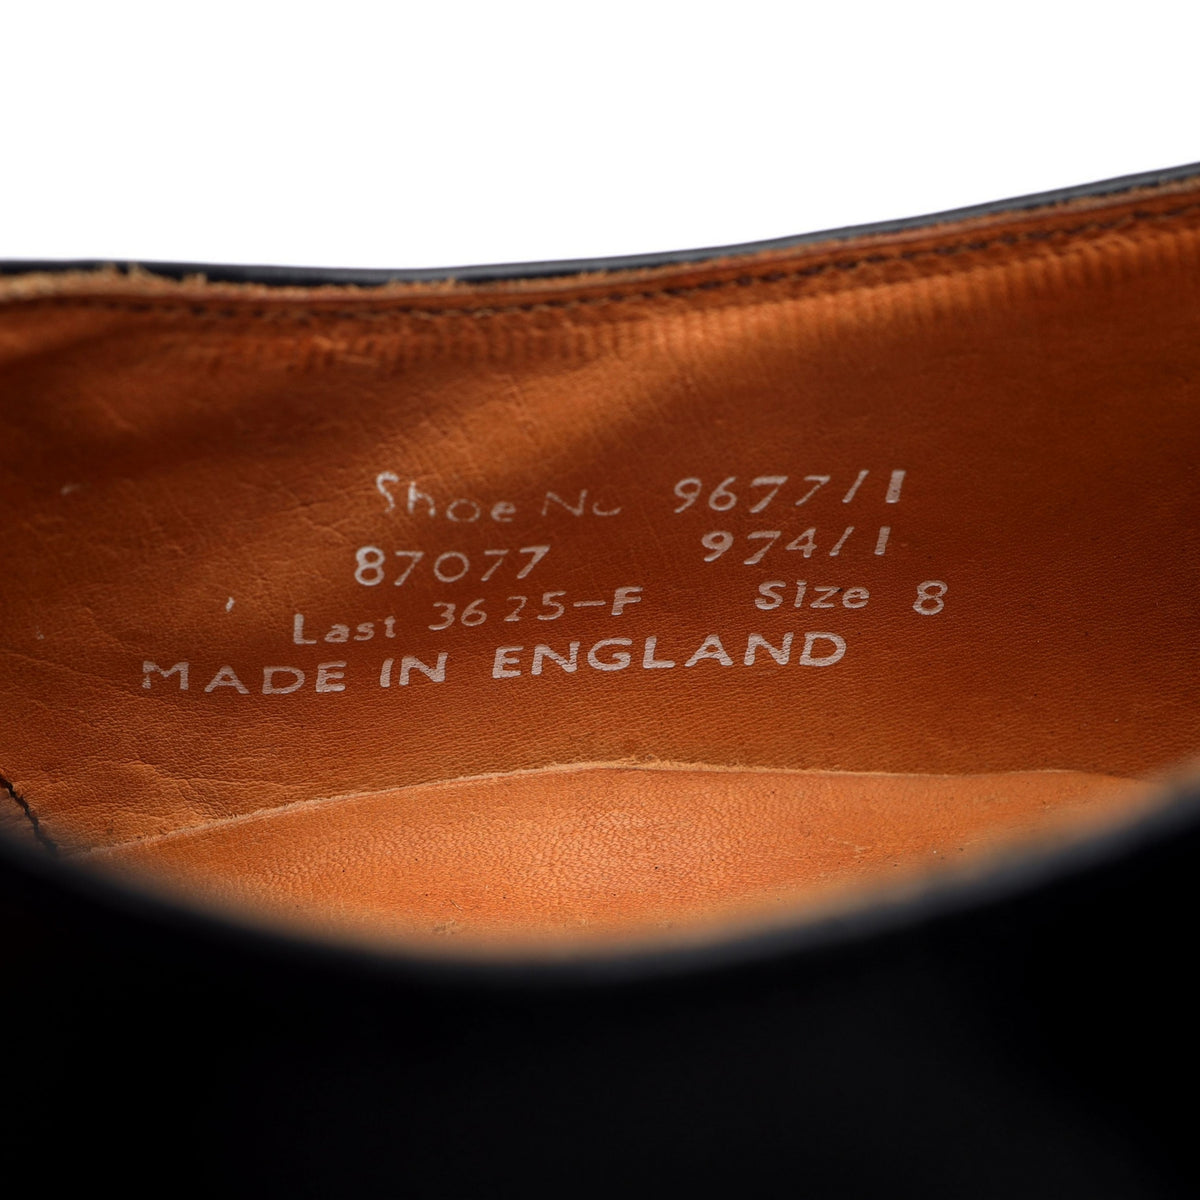 Shoe No 9677/1
87077 974/1
Last 3625-F Size 8
MADE IN ENGLAND